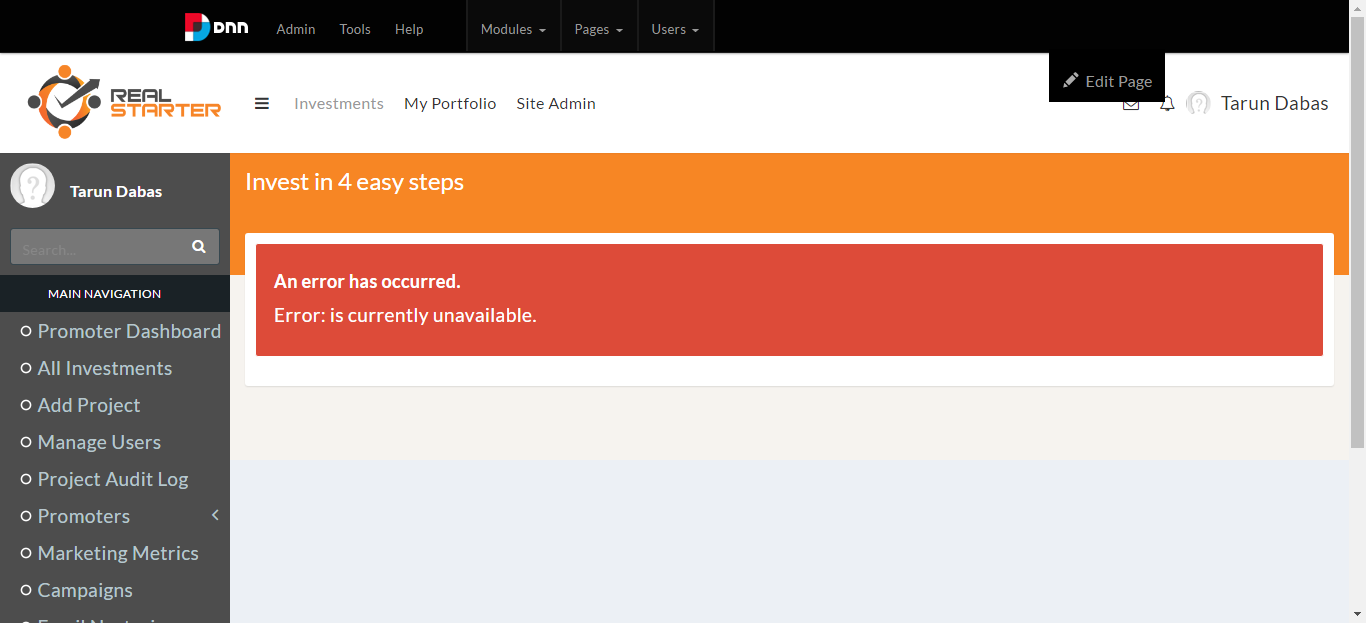 DNN Admin Tools Help Modules Pages Users
Edit Page
REAL
STARTER
Investments My Portfolio Site Admin
Tarun Dabas
Tarun Dabas
Search...
MAIN NAVIGATION
Promoter Dashboard
All Investments
Add Project
Manage Users
Project Audit Log
Promoters
Marketing Metrics
Campaigns
Invest in 4 easy steps
An error has occurred.
Error: is currently unavailable.